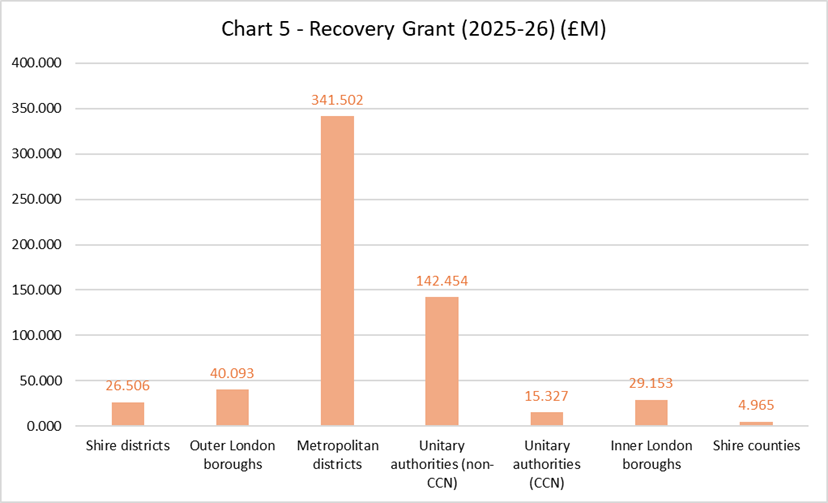 Chart 5 - Recovery Grant (2025-26) (£M)
400.000
350.000
300.000
250.000
200.000
150.000
100.000
50.000
0.000
26.506
40.093
341.502
142.454
15.327
29.153
4.965
Shire districts
Outer London
boroughs
Metropolitan
districts
Unitary
authorities (non-
CCN)
Unitary
authorities
(CCN)
Inner London
boroughs
Shire counties